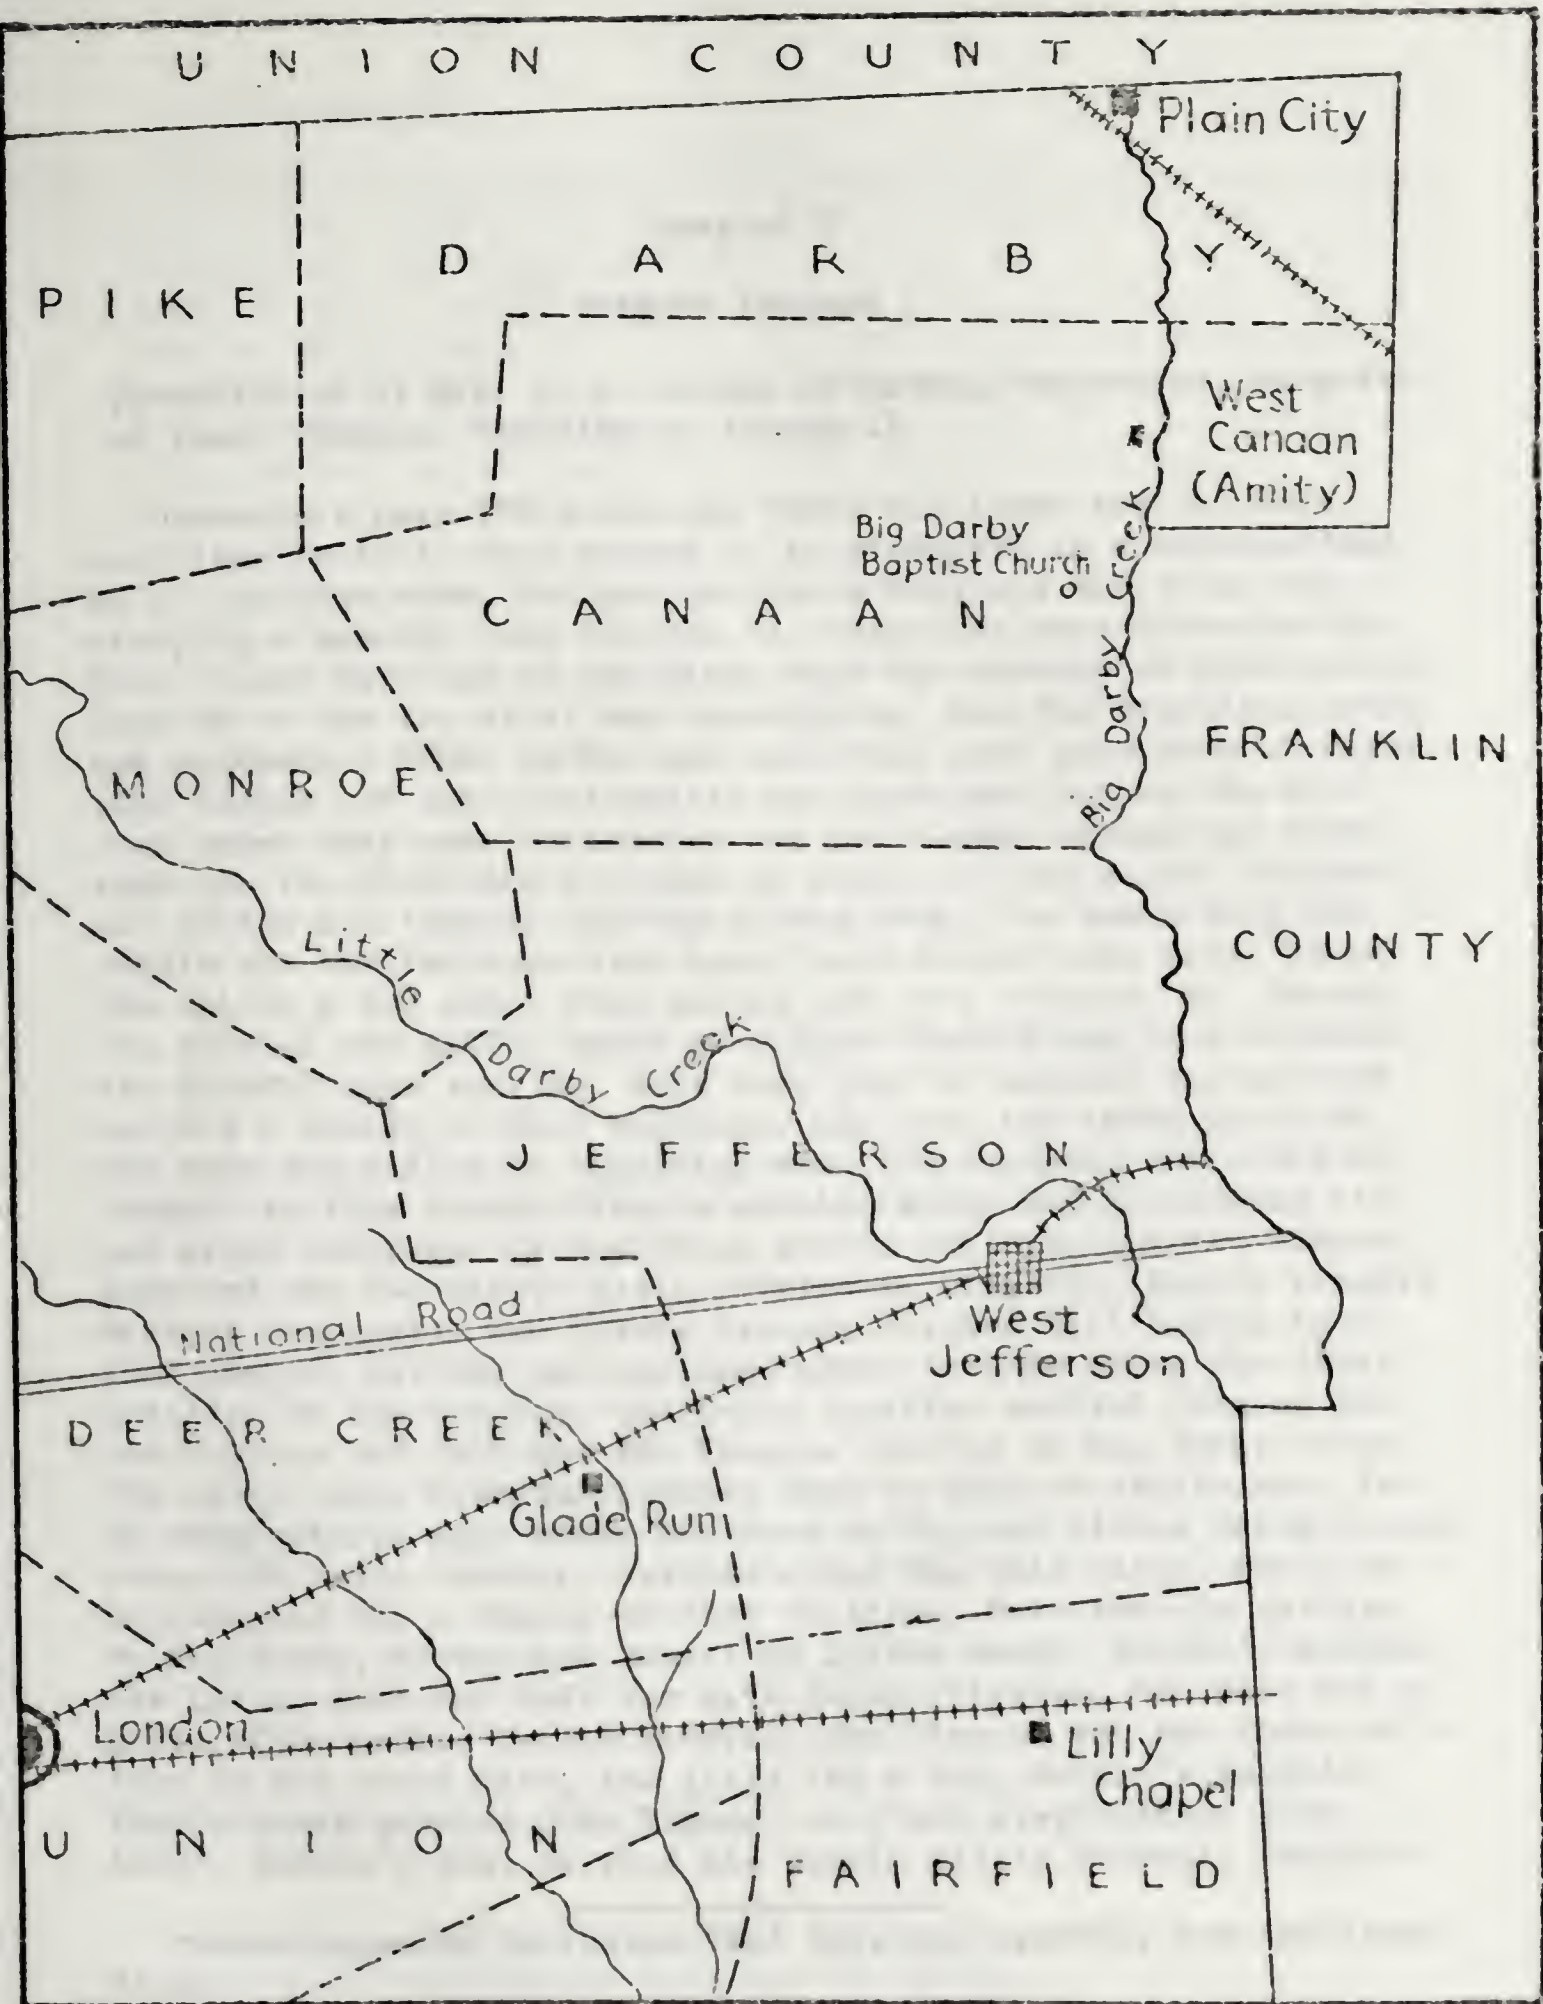 UNION COUNTY
Plain City
DARBY
PIKE
West
Canaan
(Amity)
Big Darby
Baptist Church
CANAAN
Big Darby Creek
FRANKLIN
MONROE
COUNTY
Little Darby Creek
JEFFERSON
National Road
West
Jefferson
DEER CREEK
Glade Run
London
Lilly
Chapel
UNION
FAIRFIELD